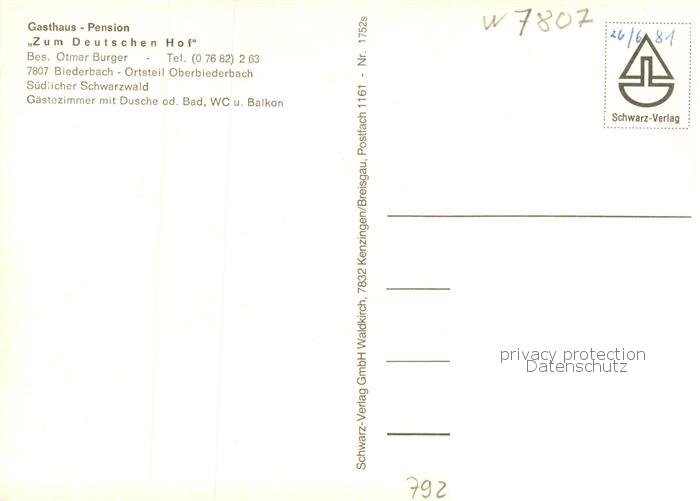 Gasthaus - Pension
„Zum Deutschen Hof“
Bes. Otmar Burger - Tel. (0 76 82) 2 63
7807 Biederbach - Ortsteil Oberbiederbach
Südlicher Schwarzwald
Gästezimmer mit Dusche od. Bad, WC u. Balkon
Schwarz-Verlag GmbH Waldkirch, 7832 Kenzingen/Breisgau, Postfach 1161 - Nr. 1752s
W 7807
26/6 81
Schwarz-Verlag
privacy protection
Datenschutz
792